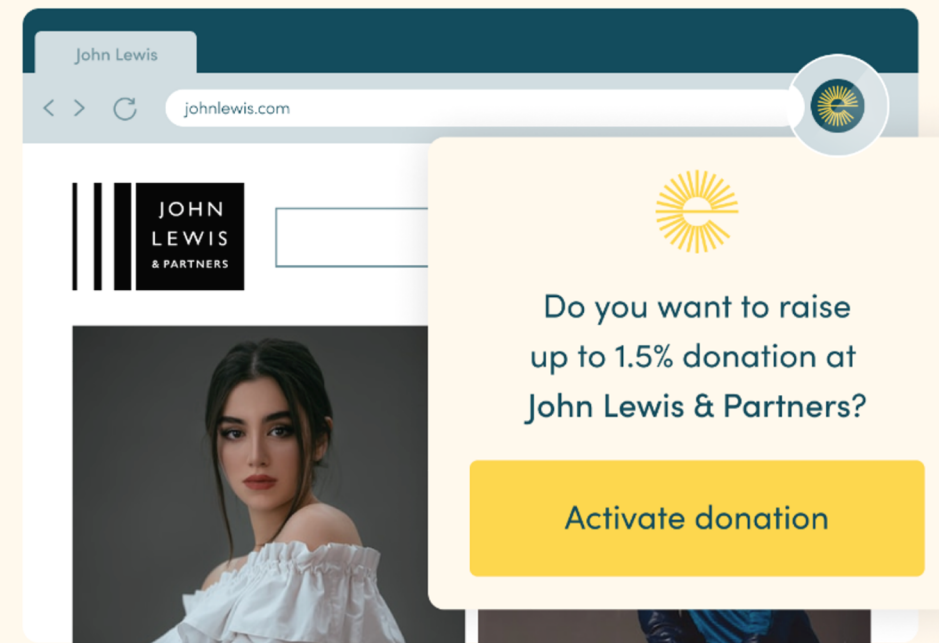 John Lewis
johnlewis.com
e
JOHN
LEWIS
& PARTNERS
e
Do you want to raise
up to 1.5% donation at
John Lewis & Partners?
Activate donation